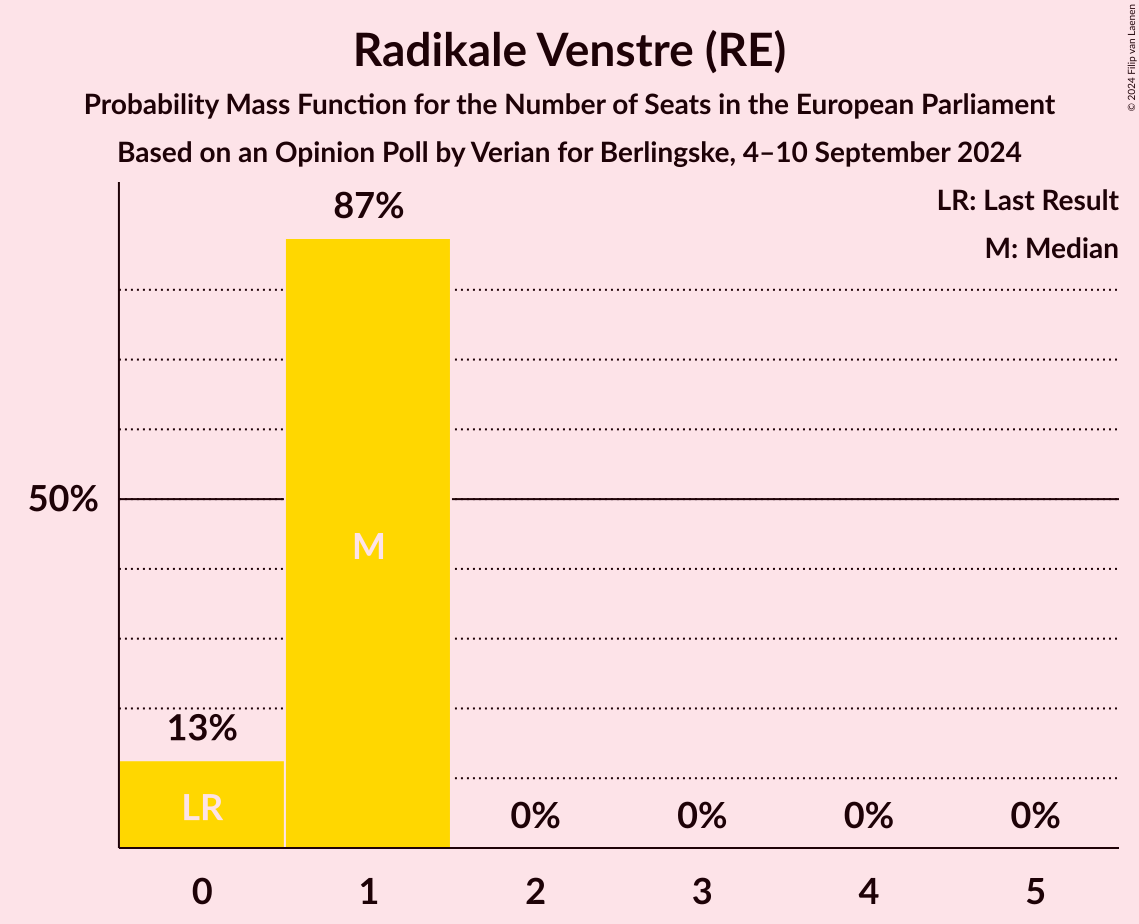 Radikale Venstre (RE)
Probability Mass Function for the Number of Seats in the European Parliament
Based on an Opinion Poll by Verian for Berlingske, 4–10 September 2024
© 2024 Filip van Laenen
LR: Last Result
M: Median
87%
50%
M
13%
LR
0%
0%
0%
0%
0
1
2
3
4
5